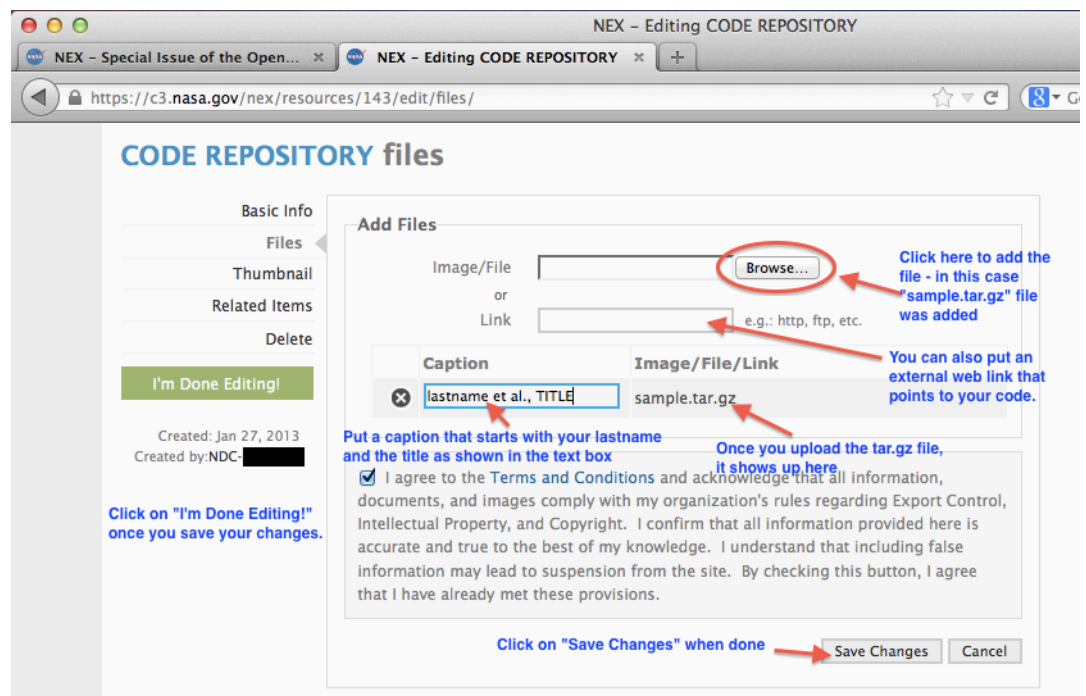 NEX – Editing CODE REPOSITORY
NEX – Special Issue of the Open... ×
NEX – Editing CODE REPOSITORY × +
https://c3.nasa.gov/nex/resources/143/edit/files/
8
CODE REPOSITORY files
Basic Info
Files
Thumbnail
Related Items
Delete
I'm Done Editing!
Created: Jan 27, 2013
Created by:NDC-
Click on "I'm Done Editing!"
once you save your changes.
Add Files
Image/File
Browse...
or
Link
e.g.: http, ftp, etc.
Click here to add the
file - in this case
"sample.tar.gz" file
was added
You can also put an
external web link that
points to your code.
Caption Image/File/Link
lastname et al., TITLE sample.tar.gz
Put a caption that starts with your lastname
and the title as shown in the text box
Once you upload the tar.gz file,
it shows up here
I agree to the Terms and Conditions and acknowledge that all information,
documents, and images comply with my organization's rules regarding Export Control,
Intellectual Property, and Copyright. I confirm that all information provided here is
accurate and true to the best of my knowledge. I understand that including false
information may lead to suspension from the site. By checking this button, I agree
that I have already met these provisions.
Click on "Save Changes" when done
Save Changes Cancel